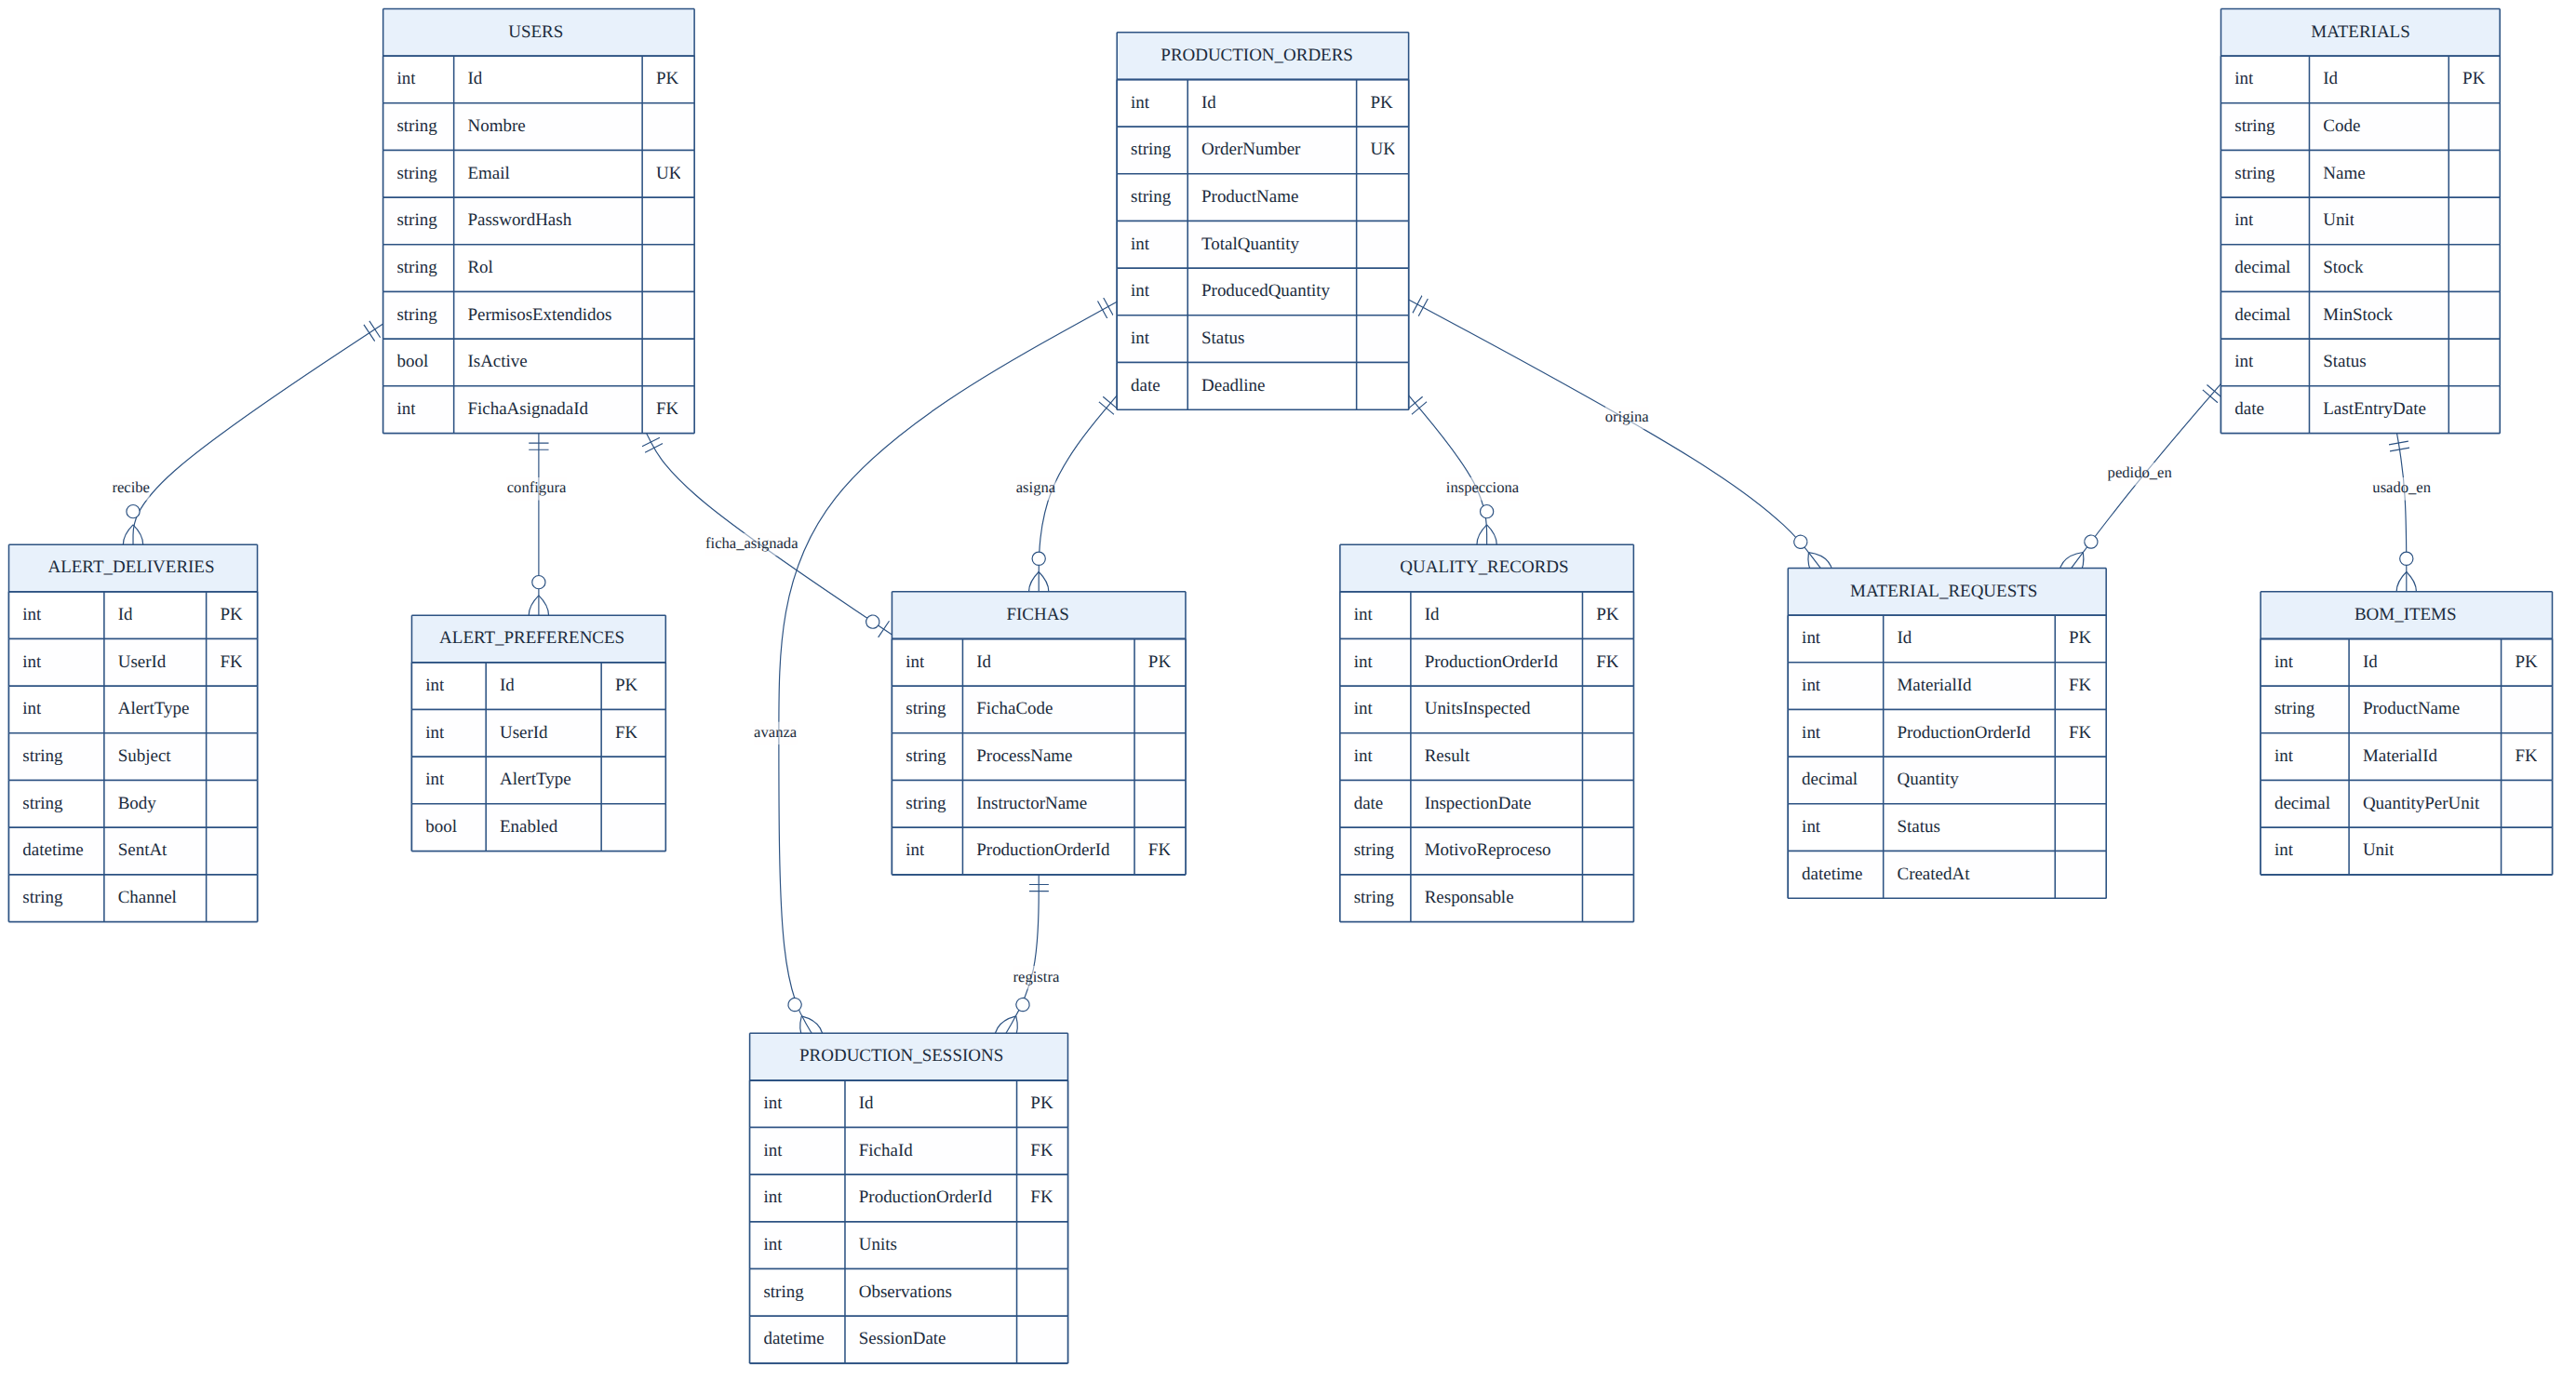 USERS
int Id PK
string Nombre
string Email UK
string PasswordHash
string Rol
string PermisosExtendidos
bool IsActive
int FichaAsignadaId FK
PRODUCTION_ORDERS
int Id PK
string OrderNumber UK
string ProductName
int TotalQuantity
int ProducedQuantity
int Status
date Deadline
MATERIALS
int Id PK
string Code
string Name
int Unit
decimal Stock
decimal MinStock
int Status
date LastEntryDate
recibe
configura
ficha_asignada
avanza
asigna
inspecciona
origina
pedido_en
usado_en
ALERT_DELIVERIES
int Id PK
int UserId FK
int AlertType
string Subject
string Body
datetime SentAt
string Channel
ALERT_PREFERENCES
int Id PK
int UserId FK
int AlertType
bool Enabled
FICHAS
int Id PK
string FichaCode
string ProcessName
string InstructorName
int ProductionOrderId FK
QUALITY_RECORDS
int Id PK
int ProductionOrderId FK
int UnitsInspected
int Result
date InspectionDate
string MotivoReproceso
string Responsable
MATERIAL_REQUESTS
int Id PK
int MaterialId FK
int ProductionOrderId FK
decimal Quantity
int Status
datetime CreatedAt
BOM_ITEMS
int Id PK
string ProductName
int MaterialId FK
decimal QuantityPerUnit
int Unit
registra
PRODUCTION_SESSIONS
int Id PK
int FichaId FK
int ProductionOrderId FK
int Units
string Observations
datetime SessionDate